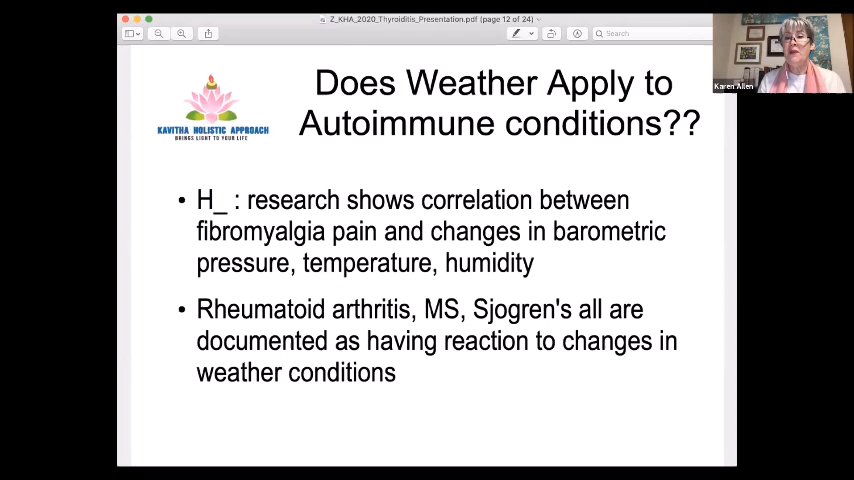 Z_KHA_2020_Thyroiditis_Presentation.pdf (page 12 of 24)
Search
Karen Allen
KAVITHA HOLISTIC APPROACH
BRINGS LIGHT TO YOUR LIFE
Does Weather Apply to
Autoimmune conditions??
• H_ : research shows correlation between
fibromyalgia pain and changes in barometric
pressure, temperature, humidity
• Rheumatoid arthritis, MS, Sjogren's all are
documented as having reaction to changes in
weather conditions